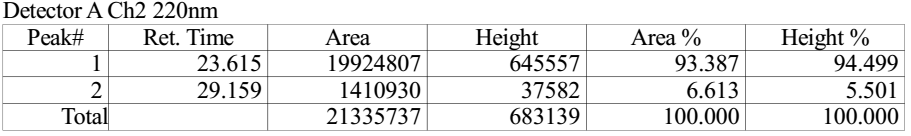 Detector A Ch2 220nm
Peak# Ret. Time Area Height Area % Height %
1 23.615 19924807 645557 93.387 94.499
2 29.159 1410930 37582 6.613 5.501
Total 21335737 683139 100.000 100.000